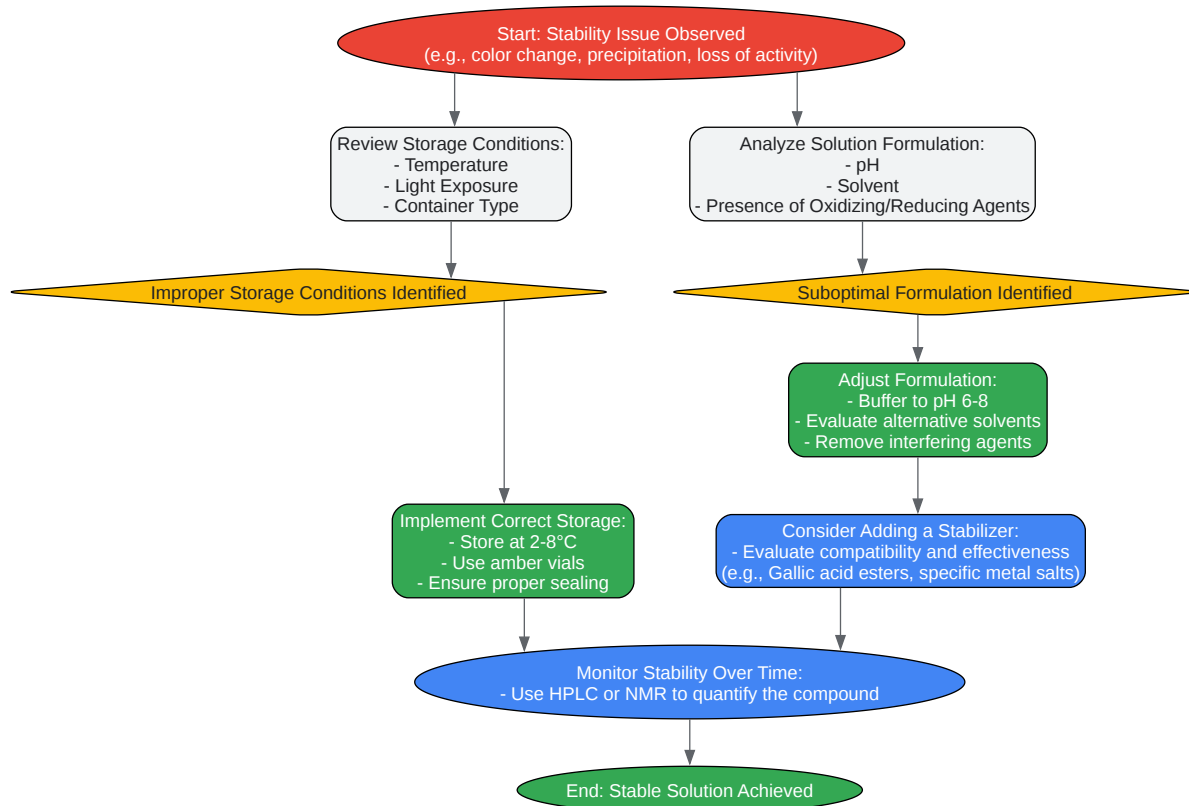 Start: Stability Issue Observed
(e.g., color change, precipitation, loss of activity)
Review Storage Conditions:
- Temperature
- Light Exposure
- Container Type
Analyze Solution Formulation:
- pH
- Solvent
- Presence of Oxidizing/Reducing Agents
Improper Storage Conditions Identified
Suboptimal Formulation Identified
Adjust Formulation:
- Buffer to pH 6-8
- Evaluate alternative solvents
- Remove interfering agents
Implement Correct Storage:
- Store at 2-8°C
- Use amber vials
- Ensure proper sealing
Consider Adding a Stabilizer:
- Evaluate compatibility and effectiveness
(e.g., Gallic acid esters, specific metal salts)
Monitor Stability Over Time:
- Use HPLC or NMR to quantify the compound
End: Stable Solution Achieved